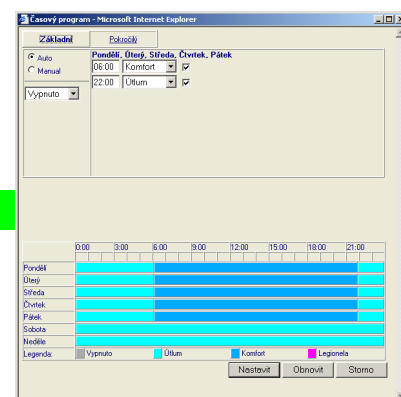 Časový program - Microsoft Internet Explorer
Základní Pokročilý
Auto
Manual
Vypnuto
Pondělí, Úterý, Středa, Čtvrtek, Pátek
06:00 Komfort
22:00 Útlum
0:00 3:00 6:00 9:00 12:00 15:00 18:00 21:00
Pondělí
Úterý
Středa
Čtvrtek
Pátek
Sobota
Neděle
Legenda: Vypnuto Útlum Komfort Legionela
Nastavit Obnovit Storno